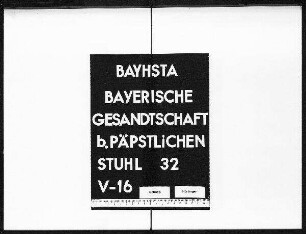 BAYHSTA
BAYERISCHE
GESANDTSCHAFT
b. PÄPSTLiCHEN
STUHL 32
V-16